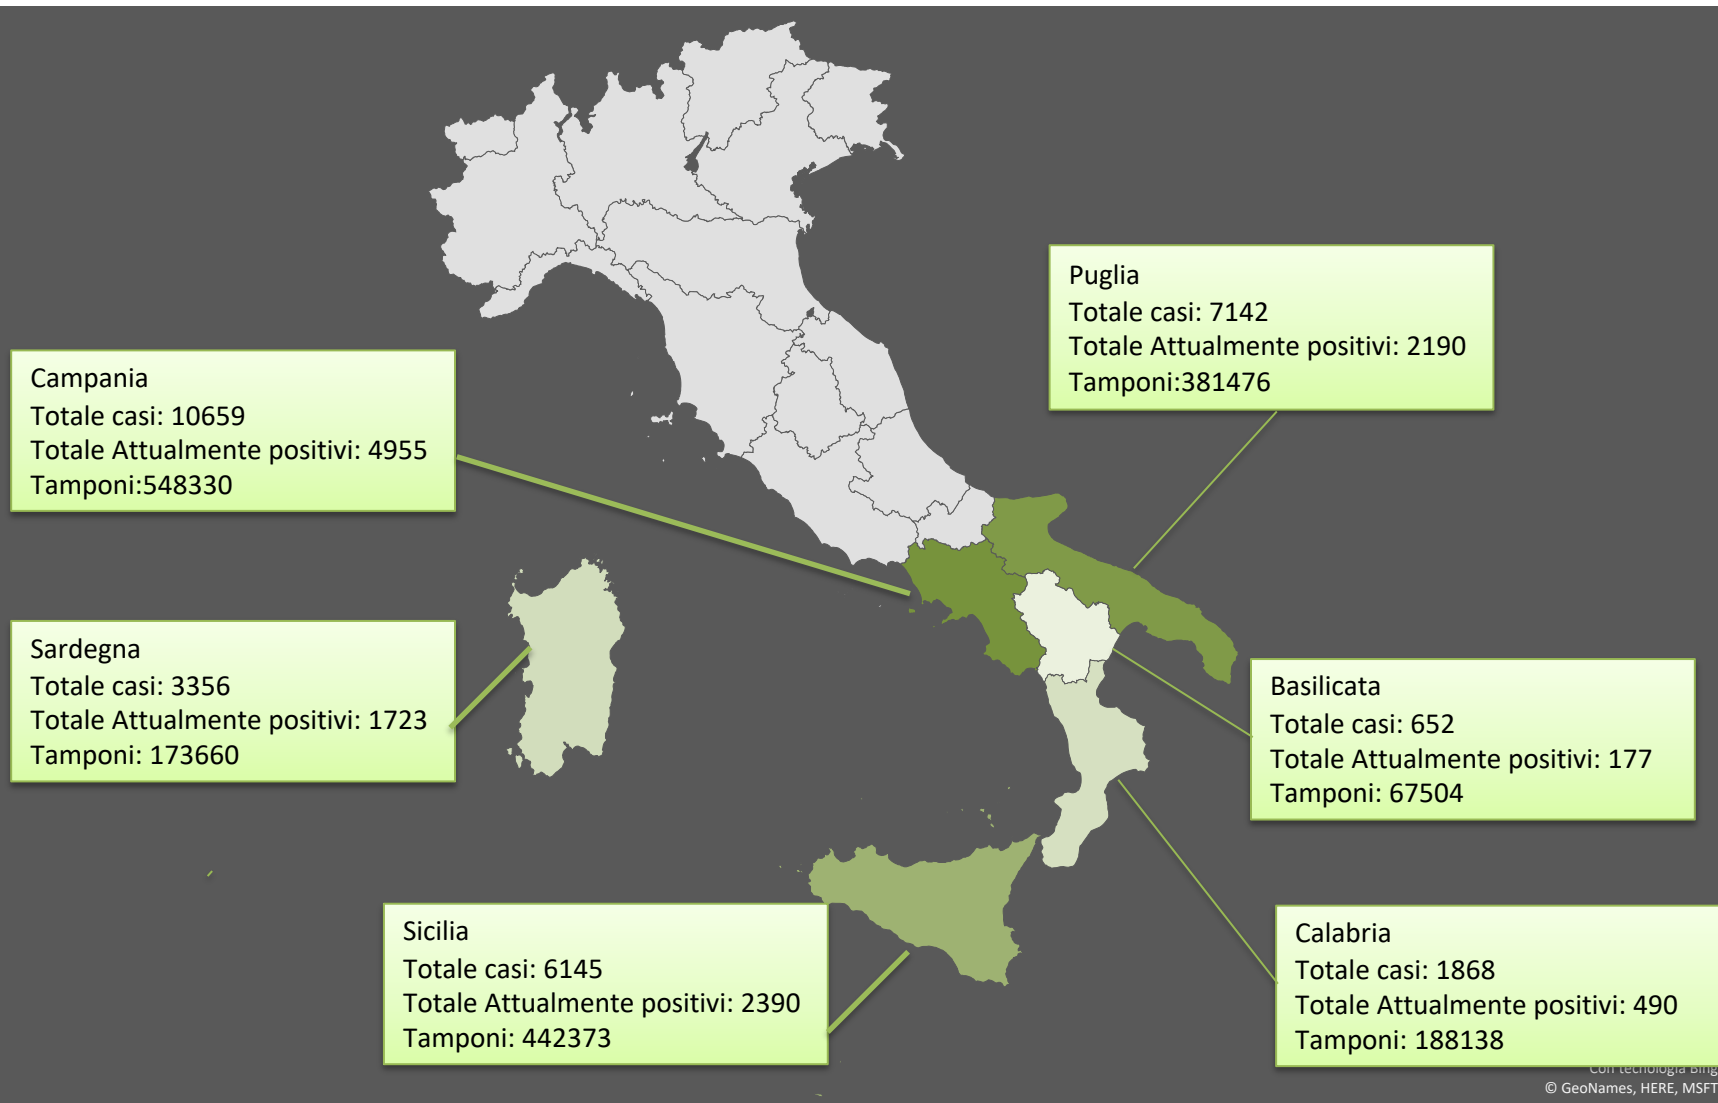 Puglia
Totale casi: 7142
Totale Attualmente positivi: 2190
Tamponi:381476
Campania
Totale casi: 10659
Totale Attualmente positivi: 4955
Tamponi:548330
Sardegna
Totale casi: 3356
Totale Attualmente positivi: 1723
Tamponi: 173660
Basilicata
Totale casi: 652
Totale Attualmente positivi: 177
Tamponi: 67504
Sicilia
Totale casi: 6145
Totale Attualmente positivi: 2390
Tamponi: 442373
Calabria
Totale casi: 1868
Totale Attualmente positivi: 490
Tamponi: 188138
Con tecnologia Bing
© GeoNames, HERE, MSFT